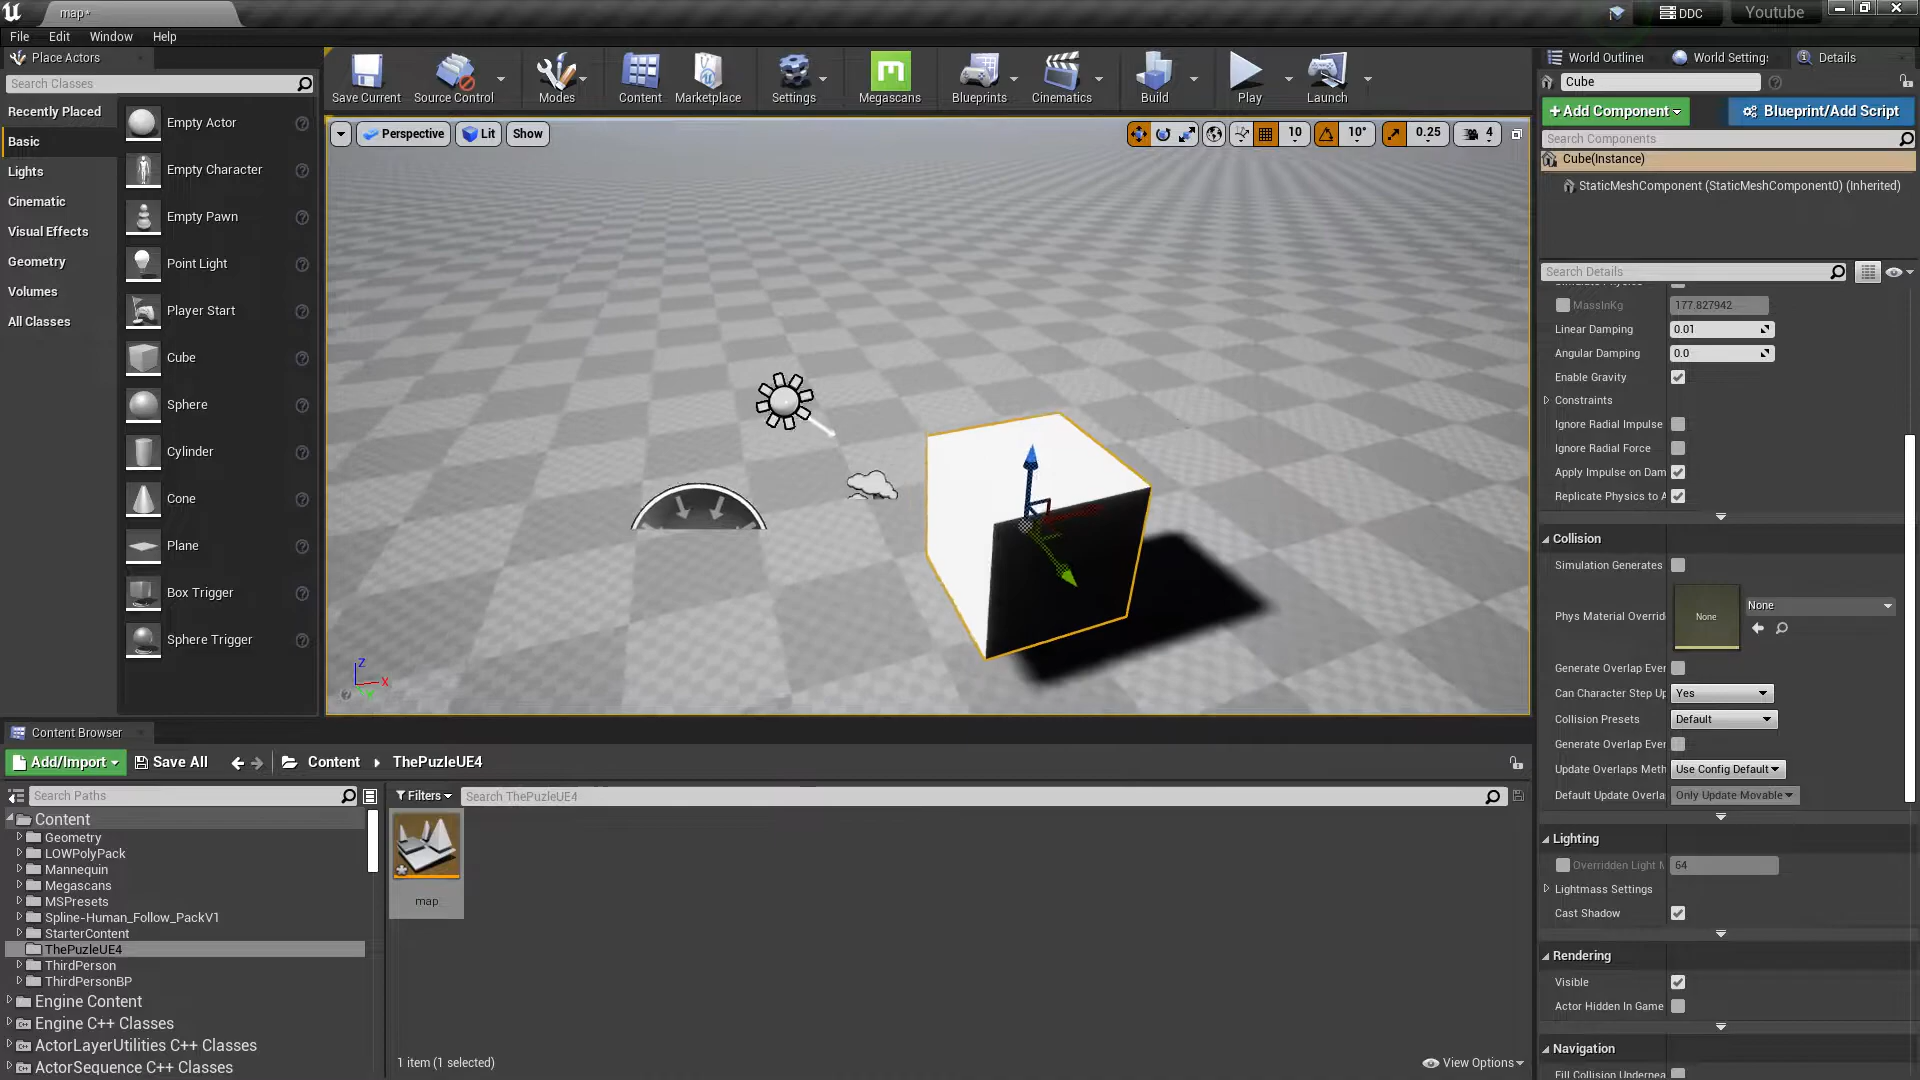 map*
DDC
Youtube
File
Edit
Window
Help
Place Actors
Search Classes
Recently Placed
Basic
Lights
Cinematic
Visual Effects
Geometry
Volumes
All Classes
Empty Actor
Empty Character
Empty Pawn
Point Light
Player Start
Cube
Sphere
Cylinder
Cone
Plane
Box Trigger
Sphere Trigger
Save Current
Source Control
Modes
Content
Marketplace
Settings
Megascans
Blueprints
Cinematics
Build
Play
Launch
Perspective
Lit
Show
10
10°
0.25
4
Z
X
Y
World Outliner
World Settings
Details
Cube
+Add Component
Blueprint/Add Script
Search Components
Cube(Instance)
StaticMeshComponent (StaticMeshComponent0) (Inherited)
Search Details
Simulate Physics
MassInKg
177.827942
Linear Damping
0.01
Angular Damping
0.0
Enable Gravity
Constraints
Ignore Radial Impulse
Ignore Radial Force
Apply Impulse on Dam
Replicate Physics to A
Collision
Simulation Generates
Phys Material Overrid
None
None
Generate Overlap Ever
Can Character Step Up
Yes
Collision Presets
Default
Generate Overlap Ever
Update Overlaps Meth
Use Config Default
Default Update Overla
Only Update Movable
Lighting
Overridden Light M
64
Lightmass Settings
Cast Shadow
Rendering
Visible
Actor Hidden In Game
Navigation
Fill Collision Undernea
Content Browser
Add/Import
Save All
Content
ThePuzleUE4
Search Paths
Filters
Search ThePuzleUE4
Content
Geometry
LOWPolyPack
Mannequin
Megascans
MSPresets
Spline-Human_Follow_PackV1
StarterContent
ThePuzleUE4
ThirdPerson
ThirdPersonBP
Engine Content
Engine C++ Classes
ActorLayerUtilities C++ Classes
ActorSequence C++ Classes
map
1 item (1 selected)
View Options